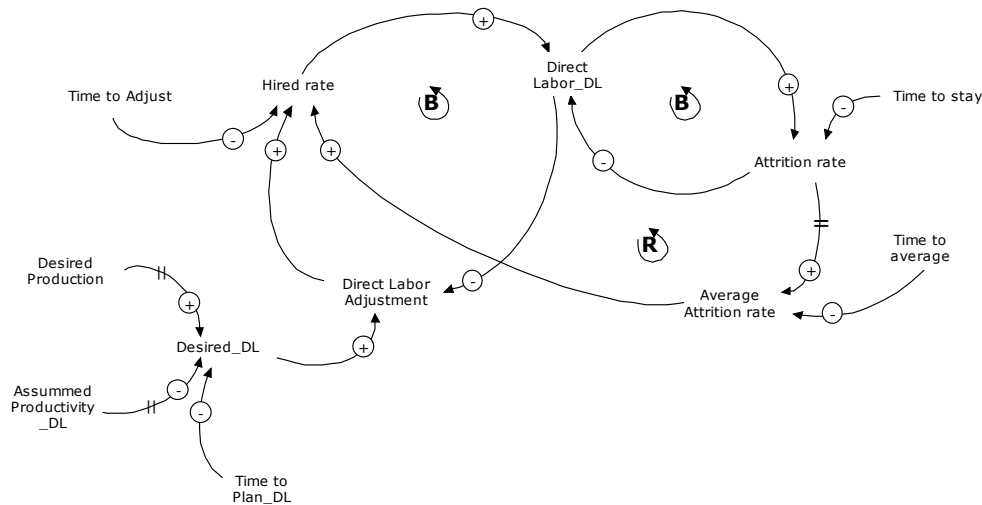 +
Direct
Labor_DL
Hired rate
B
B
+
Time to Adjust
-
Time to stay
-
+
+
-
Attrition rate
R
Time to
average
Desired
Production
+
-
Direct Labor
Adjustment
+
Average
Attrition rate
-
Desired_DL
+
Assummed
Productivity
_DL
-
-
Time to
Plan_DL